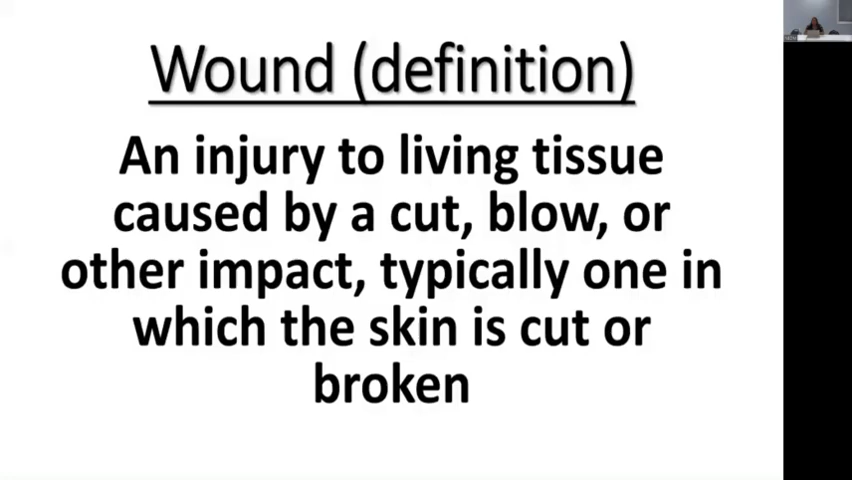 Wound (definition)
An injury to living tissue
caused by a cut, blow, or
other impact, typically one in
which the skin is cut or
broken